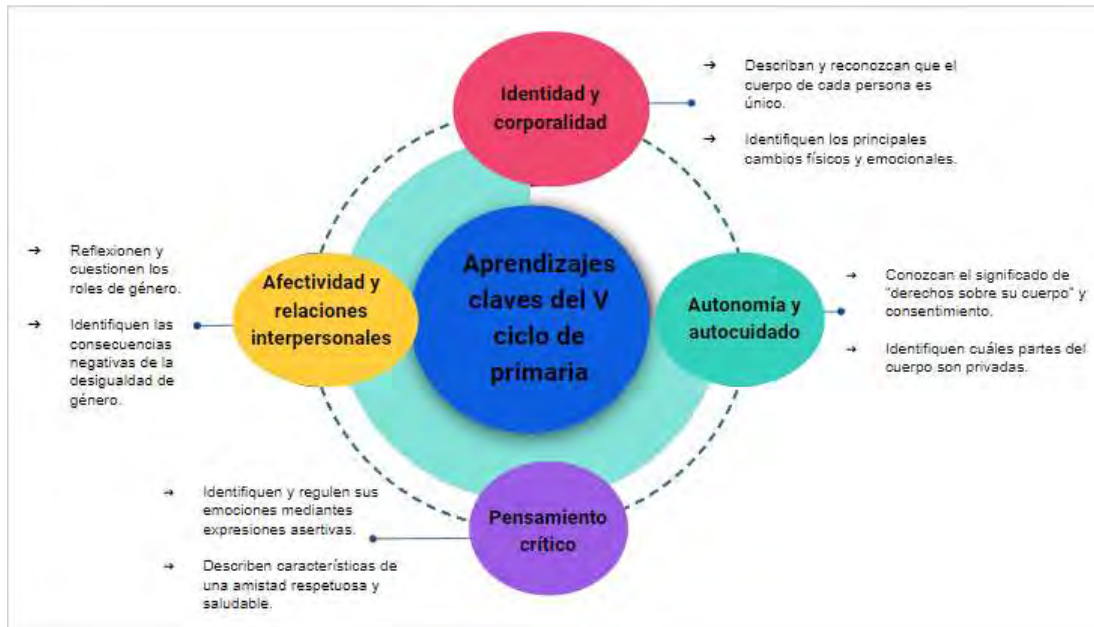 Identidad y
corporalidad
→ Describan y reconozcan que el
cuerpo de cada persona es
único.
→ Identifiquen los principales
cambios físicos y emocionales.
Aprendizajes
claves del V
ciclo de
primaria
Autonomía y
autocuidado
→ Conozcan el significado de
"derechos sobre su cuerpo" y
consentimiento.
→ Identifiquen cuáles partes del
cuerpo son privadas.
Pensamiento
crítico
→ Identifiquen y regulen sus
emociones mediantes
expresiones asertivas.
→ Describen características de
una amistad respetuosa y
saludable.
Afectividad y
relaciones
interpersonales
→ Reflexionen y
cuestionen los
roles de género.
→ Identifiquen las
consecuencias
negativas de la
desigualdad de
género.